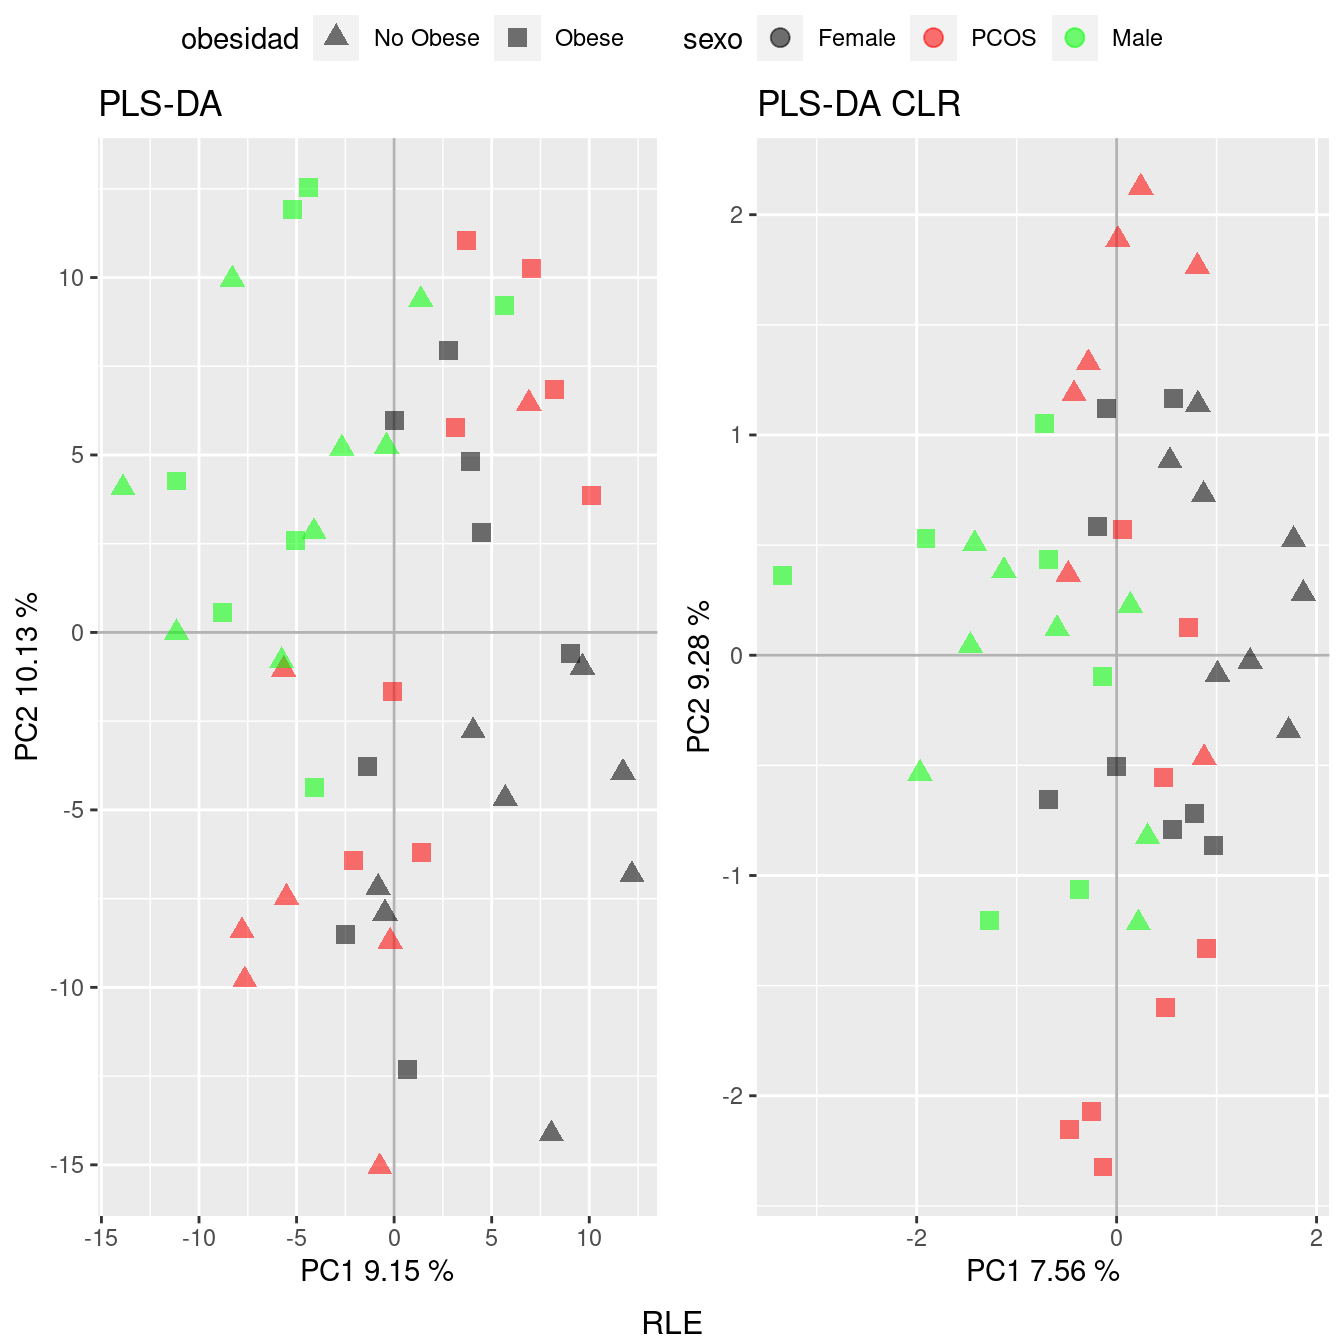 obesidad No Obese Obese sexo Female PCOS Male
PLS-DA
10
5
0
-5
-10
-15
-15 -10 -5 0 5 10
PC2 10.13 %
PC1 9.15 %
PLS-DA CLR
2
1
0
-1
-2
-2 0 2
PC2 9.28 %
PC1 7.56 %
RLE